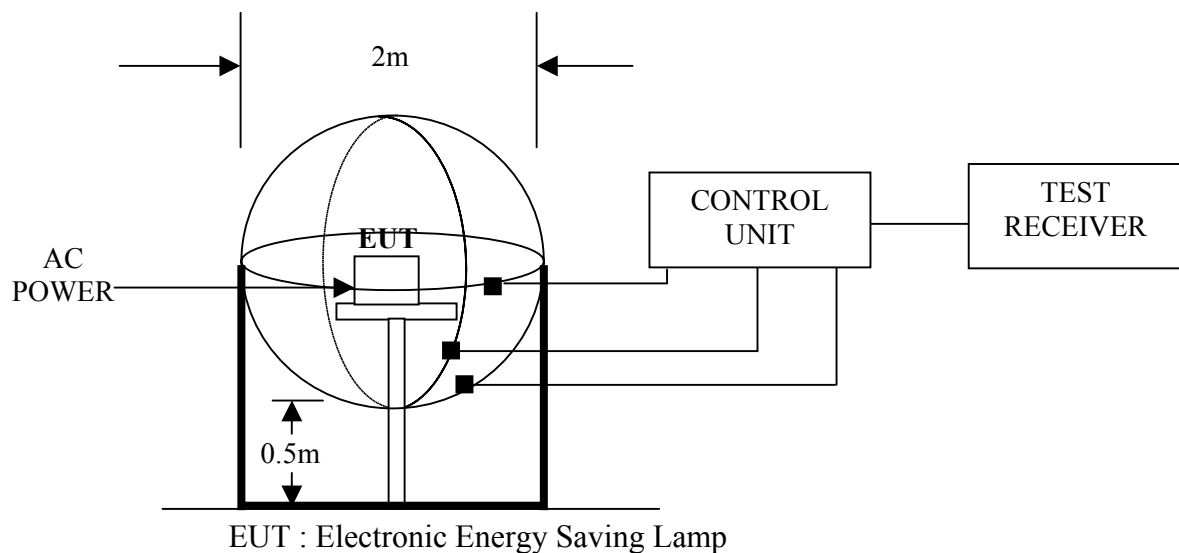 2m
CONTROL
UNIT
TEST
RECEIVER
EUT
AC
POWER
0.5m
EUT : Electronic Energy Saving Lamp